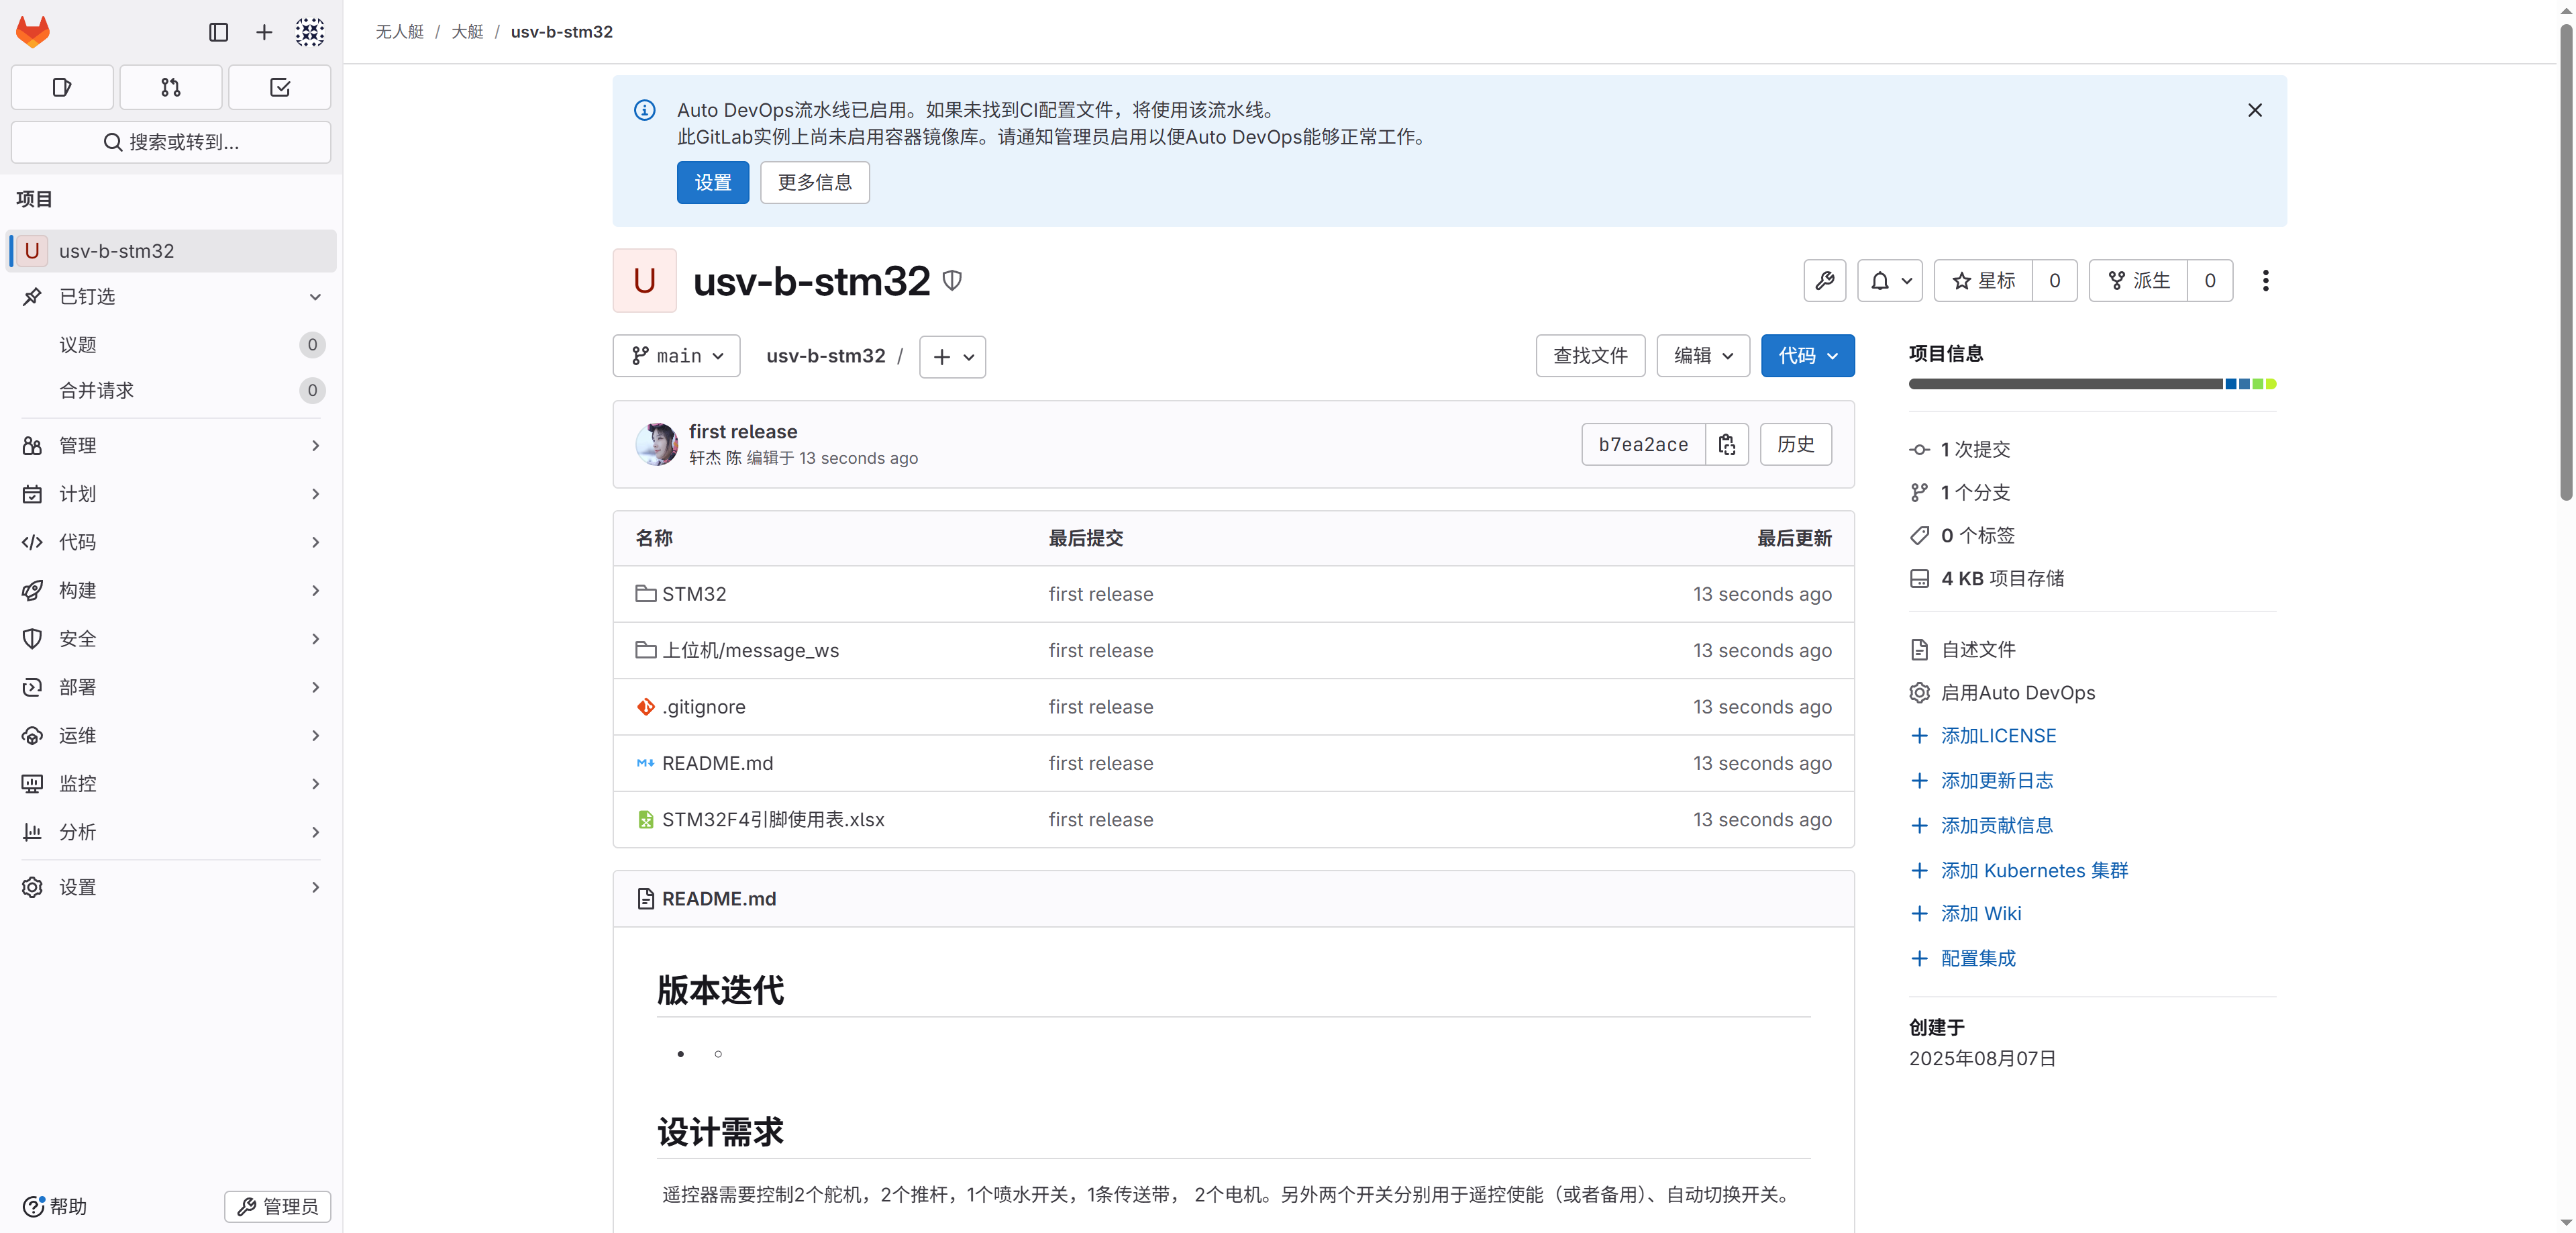 无人艇 / 大艇 / usv-b-stm32
搜索或转到...
项目
U usv-b-stm32
已钉选
议题 0
合并请求 0
管理
计划
代码
构建
安全
部署
运维
监控
分析
设置
帮助
管理员
Auto DevOps流水线已启用。如果未找到CI配置文件，将使用该流水线。
此GitLab实例上尚未启用容器镜像库。请通知管理员启用以便Auto DevOps能够正常工作。
设置 更多信息
U usv-b-stm32
星标 0 派生 0
main usv-b-stm32 / 查找文件 编辑 代码
first release
轩杰 陈 编辑于 13 seconds ago
b7ea2ace 历史
名称 最后提交 最后更新
STM32 first release 13 seconds ago
上位机/message_ws first release 13 seconds ago
.gitignore first release 13 seconds ago
README.md first release 13 seconds ago
STM32F4引脚使用表.xlsx first release 13 seconds ago
README.md
版本迭代
设计需求
遥控器需要控制2个舵机，2个推杆，1个喷水开关，1条传送带， 2个电机。另外两个开关分别用于遥控使能（或者备用）、自动切换开关。
项目信息
1 次提交
1 个分支
0 个标签
4 KB 项目存储
自述文件
启用Auto DevOps
添加LICENSE
添加更新日志
添加贡献信息
添加 Kubernetes 集群
添加 Wiki
配置集成
创建于
2025年08月07日